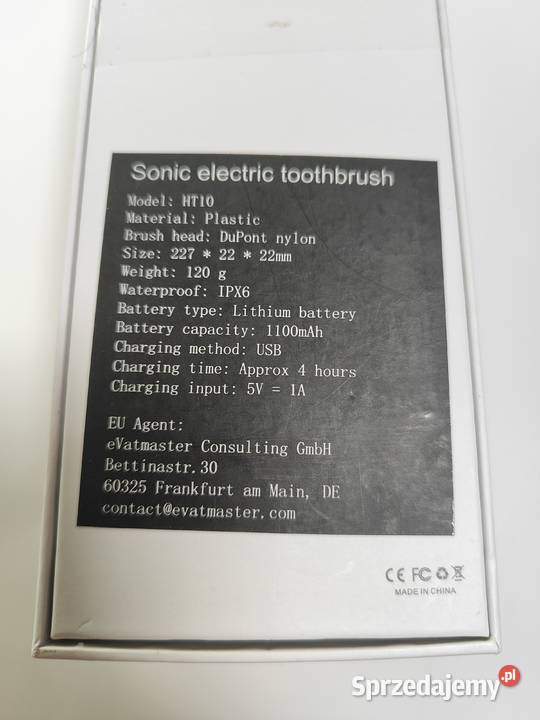 Sonic electric toothbrush
Model: HT10
Material: Plastic
Brush head: DuPont nylon
Size: 227 * 22 * 22mm
Weight: 120 g
Waterproof: IPX6
Battery type: Lithium battery
Battery capacity: 1100mAh
Charging method: USB
Charging time: Approx 4 hours
Charging input: 5V = 1A
EU Agent:
eVatmaster Consulting GmbH
Bettinastr.30
60325 Frankfurt am Main, DE
contact@evatmaster.com
CE FC
MADE IN CHINA
Sprzedajemy.pl